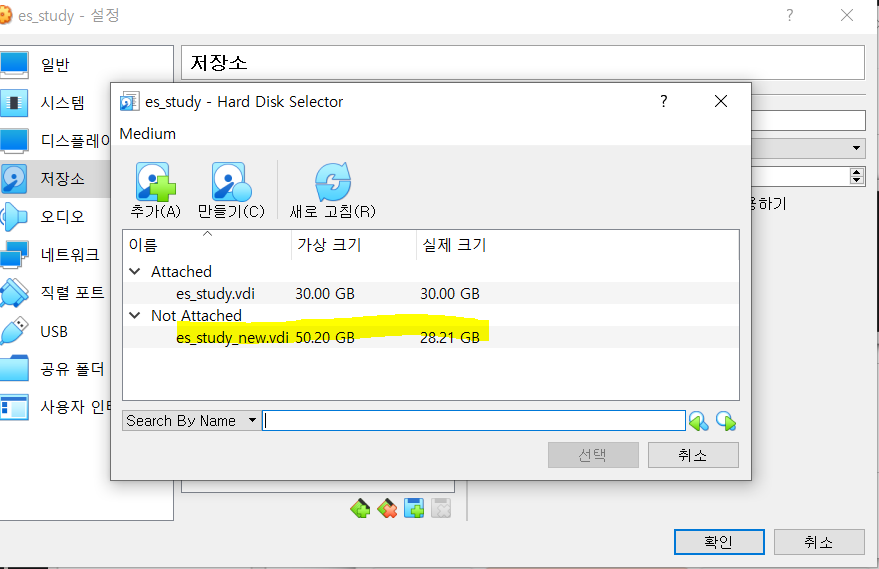 es_study - 설정
?
일반
시스템
디스플레이
저장소
오디오
네트워크
직렬 포트
USB
공유 폴더
사용자 인터
저장소
용하기
es_study - Hard Disk Selector
?
Medium
추가(A) 만들기(C) 새로 고침(R)
이름 가상 크기 실제 크기
Attached
es_study.vdi 30.00 GB 30.00 GB
Not Attached
es_study_new.vdi 50.20 GB 28.21 GB
Search By Name
선택 취소
확인 취소